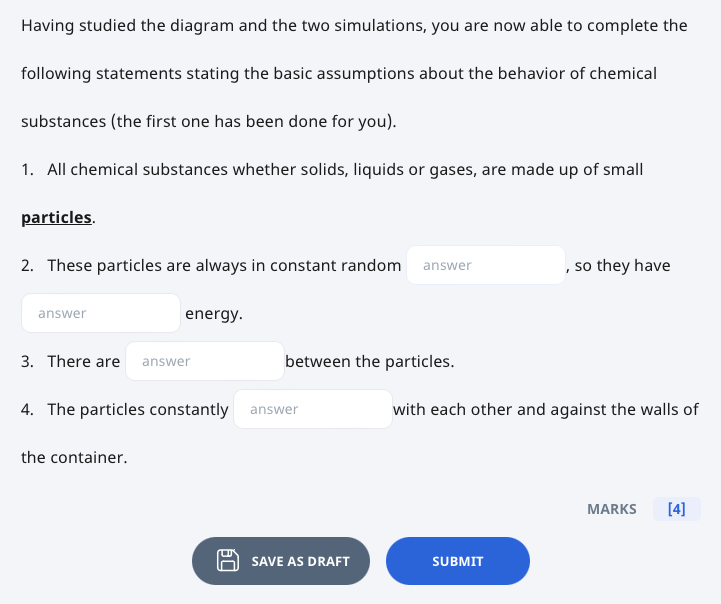 Having studied the diagram and the two simulations, you are now able to complete the
following statements stating the basic assumptions about the behavior of chemical
substances (the first one has been done for you).
1. All chemical substances whether solids, liquids or gases, are made up of small
particles.
2. These particles are always in constant random answer , so they have
answer energy.
3. There are answer between the particles.
4. The particles constantly answer with each other and against the walls of
the container.
MARKS [4]
SAVE AS DRAFT SUBMIT